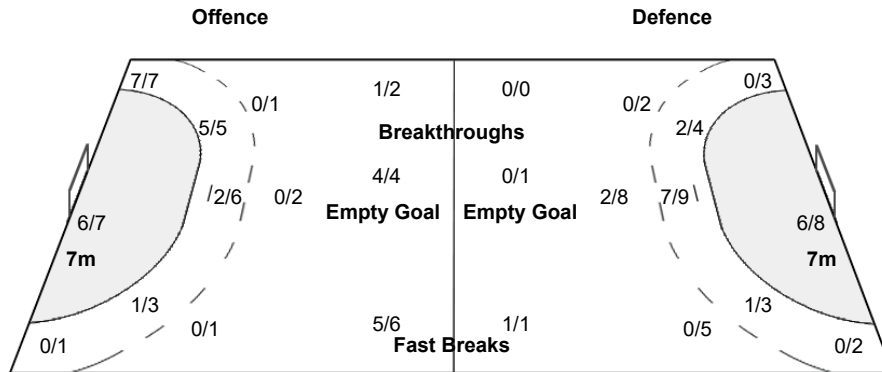 Offence Defence
7/7 1/2 0/0 0/3
0/1 0/2
5/5 Breakthroughs 2/4
4/4 0/1
2/6 0/2 2/8 7/9
Empty Goal Empty Goal
6/7 6/8
7m 7m
1/3 1/3
0/1 5/6 1/1 0/5
0/1 Fast Breaks 0/2